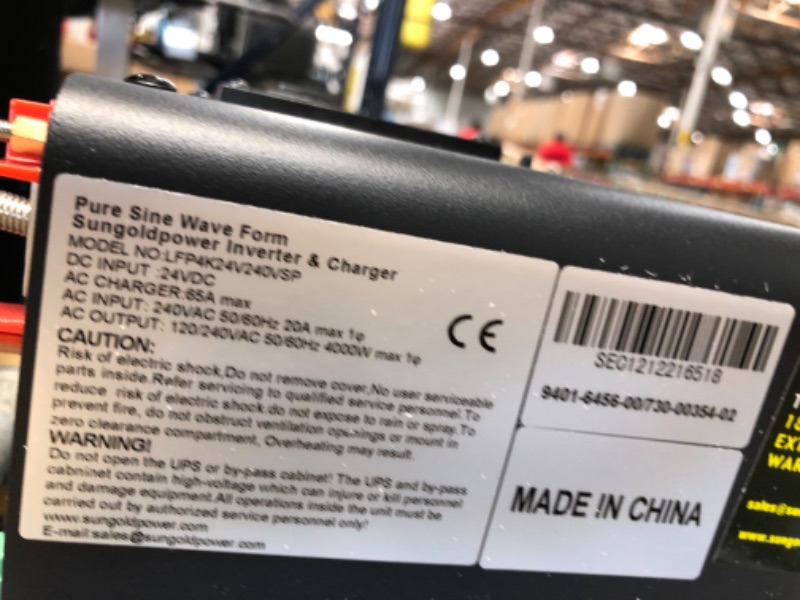 Pure Sine Wave Form
Sungoldpower Inverter & Charger
MODEL NO:LFP4K24V240VSP
DC INPUT :24VDC
AC CHARGER:65A max
AC INPUT: 240VAC 50/60Hz 20A max 1φ
AC OUTPUT: 120/240VAC 50/60Hz 4000W max 1φ
CAUTION:
Risk of electric shock,Do not remove cover,No user serviceable
parts inside.Refer servicing to qualified service personnel.To
reduce risk of electric shock do not expose to rain or spray.To
prevent fire, do not obstruct ventilation openings or mount in
zero clearance compartment, Overheating may result.
WARNING!
Do not open the UPS or by-pass cabinet! The UPS and by-pass
cabninet contain high-voltage which can injure or kill personnel
and damage equipment.All operations inside the unit must be
carried out by authorized service personnel only!
www.sungoldpower.com
E-mail:sales@sungoldpower.com
CE
SEC1212216518
9401-6456-00/730-00354-02
MADE IN CHINA